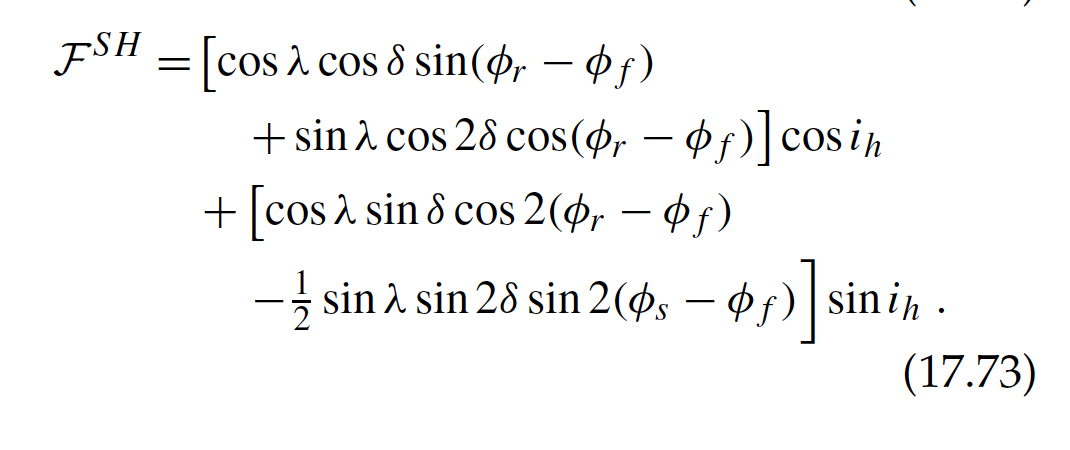 ℱ^{SH} = [cos λ cos δ sin(ϕ_r − ϕ_f)
+ sin λ cos 2δ cos(ϕ_r − ϕ_f)] cos i_h
+ [cos λ sin δ cos 2(ϕ_r − ϕ_f)
− 1/2 sin λ sin 2δ sin 2(ϕ_s − ϕ_f)] sin i_h .
(17.73)